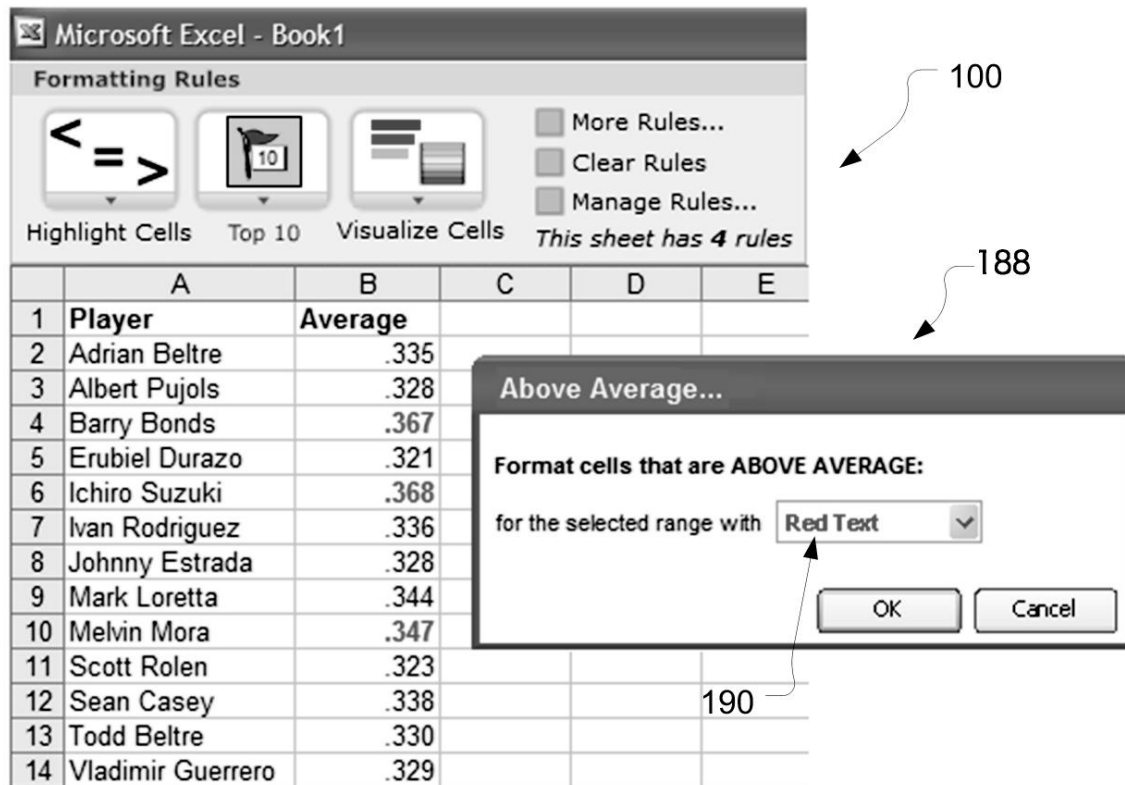 Microsoft Excel - Book1
Formatting Rules
100
< = >
10
More Rules...
Clear Rules
Manage Rules...
Highlight Cells Top 10 Visualize Cells
This sheet has 4 rules
188
A B C D E
1 Player Average
2 Adrian Beltre .335
3 Albert Pujols .328
4 Barry Bonds .367
5 Erubiel Durazo .321
6 Ichiro Suzuki .368
7 Ivan Rodriguez .336
8 Johnny Estrada .328
9 Mark Loretta .344
10 Melvin Mora .347
11 Scott Rolen .323
12 Sean Casey .338
13 Todd Beltre .330
14 Vladimir Guerrero .329
Above Average...
Format cells that are ABOVE AVERAGE:
for the selected range with Red Text
OK Cancel
190